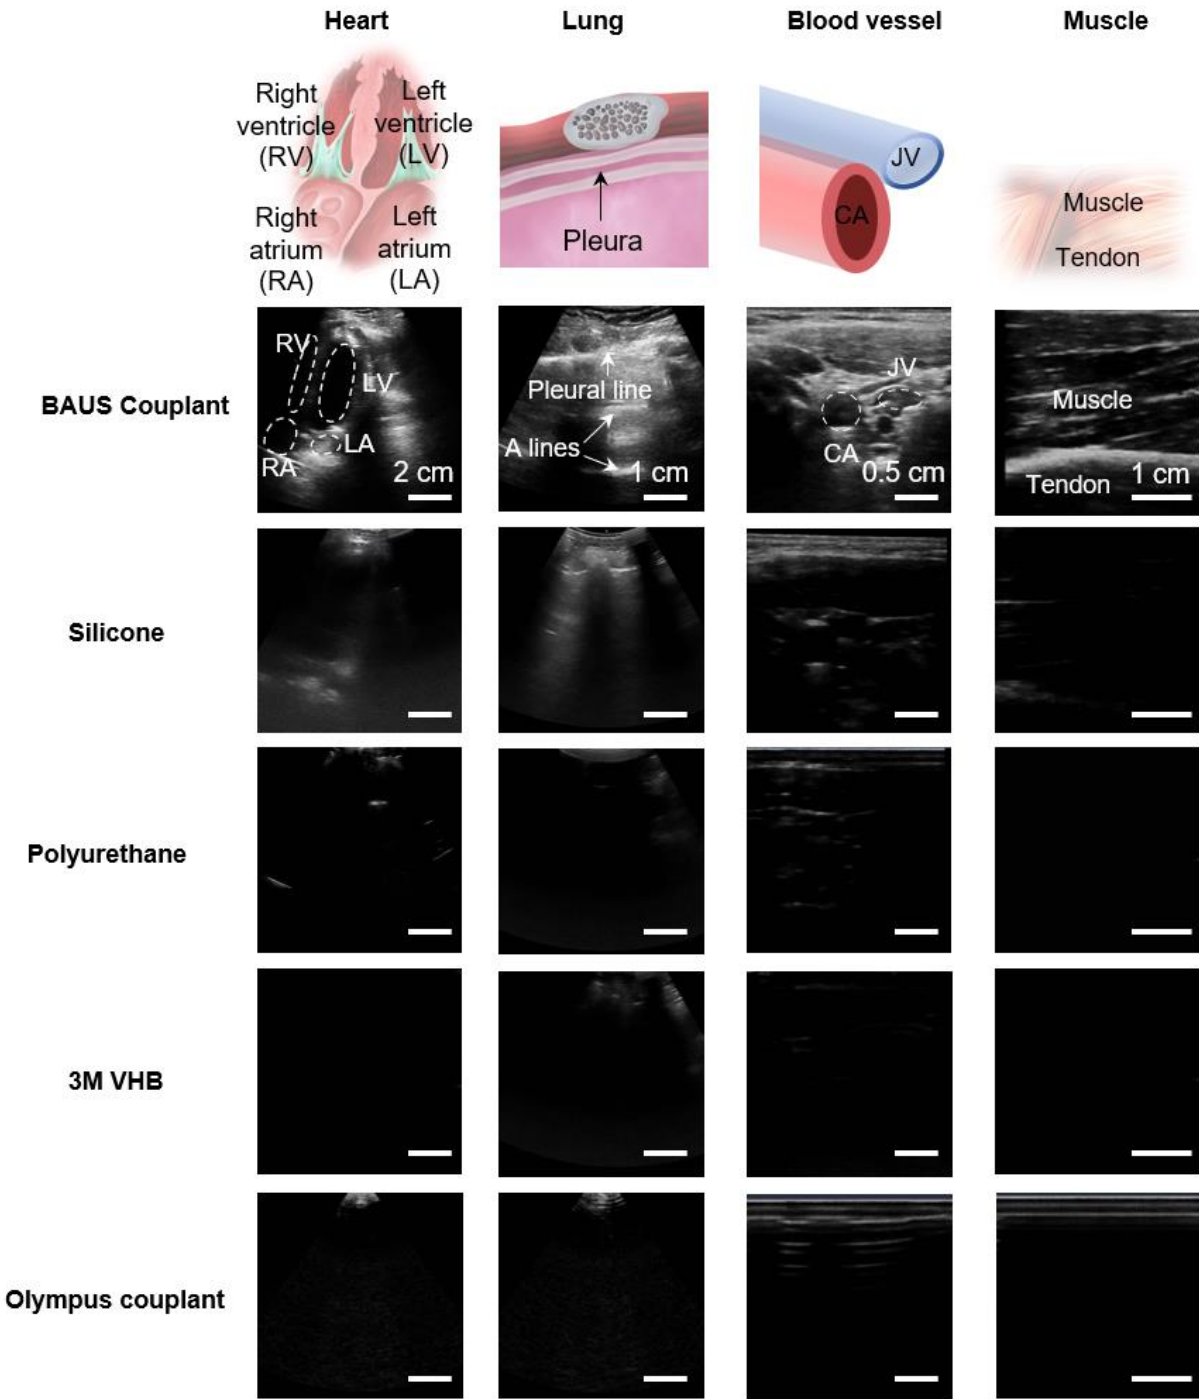 Heart
Lung
Blood vessel
Muscle
Right
ventricle
(RV)
Left
ventricle
(LV)
Right
atrium
(RA)
Left
atrium
(LA)
Pleura
JV
CA
Muscle
Tendon
BAUS Couplant
RV
LV
RA
LA
2 cm
Pleural line
A lines
1 cm
JV
CA
0.5 cm
Muscle
Tendon
1 cm
Silicone
Polyurethane
3M VHB
Olympus couplant